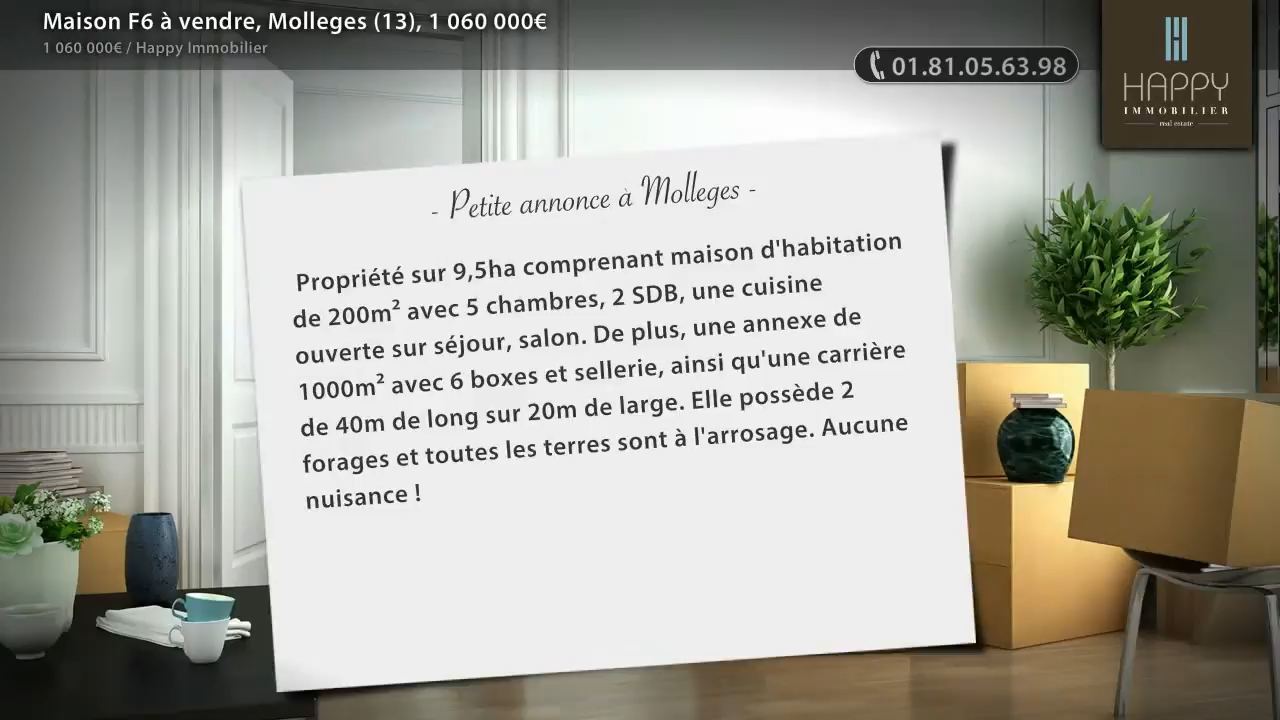 Maison F6 à vendre, Molleges (13), 1 060 000€
1 060 000€ / Happy Immobilier
01.81.05.63.98
HAPPY
IMMOBILIER
real estate
- Petite annonce à Molleges -
Propriété sur 9,5ha comprenant maison d'habitation
de 200m² avec 5 chambres, 2 SDB, une cuisine
ouverte sur séjour, salon. De plus, une annexe de
1000m² avec 6 boxes et sellerie, ainsi qu'une carrière
de 40m de long sur 20m de large. Elle possède 2
forages et toutes les terres sont à l'arrosage. Aucune
nuisance !